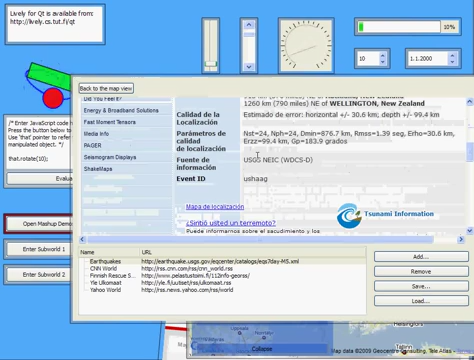 Lively for Qt is available from:
http://lively.cs.tut.fi/qt
10%
10
1.1.2000
Back to the map view
Did You Feel It?
1260 km (790 miles) NE of WELLINGTON, New Zealand
Energy & Broadband Solutions
Fast Moment Tensors
Media Info
PAGER
Seismogram Displays
ShakeMaps
Calidad de la
Localización
Estimado de error: horizontal +/- 30.6 km; depth +/- 99.4 km
Parámetros de
calidad
de localización
Nst=24, Nph=24, Dmin=876.7 km, Rmss=1.39 seg, Erho=30.6 km,
Erzz=99.4 km, Gp=183.9 grados
Fuente de
información
USGS NEIC (WDCS-D)
Event ID
ushaag
Mapa de localización
¿Sintió usted un terremoto?
Puede informarnos si el sacudimiento y los
Tsunami Information
/* Enter JavaScript code h
Press the button below to
Use 'that' pointer to refer
manipulated object. */
that.rotate(10);
Evalua
Open Mashup Demo
Enter Subworld 1
Enter Subworld 2
Name
URL
Earthquakes
http://earthquake.usgs.gov/eqcenter/catalogs/eqs7day-M5.xml
CNN World
http://rss.cnn.com/rss/cnn_world.rss
Finnish Rescue S...
http://www.pelastustoimi.fi/112info-georss/
Yle Ulkomaat
http://yle.fi/uutiset/rss/uutiset
Yahoo World
http://rss.news.yahoo.com/rss/world
Add...
Remove
Save...
Load...
Collapse
Helsinki
Map data ©2009 Geocentre Consulting, Tele Atlas